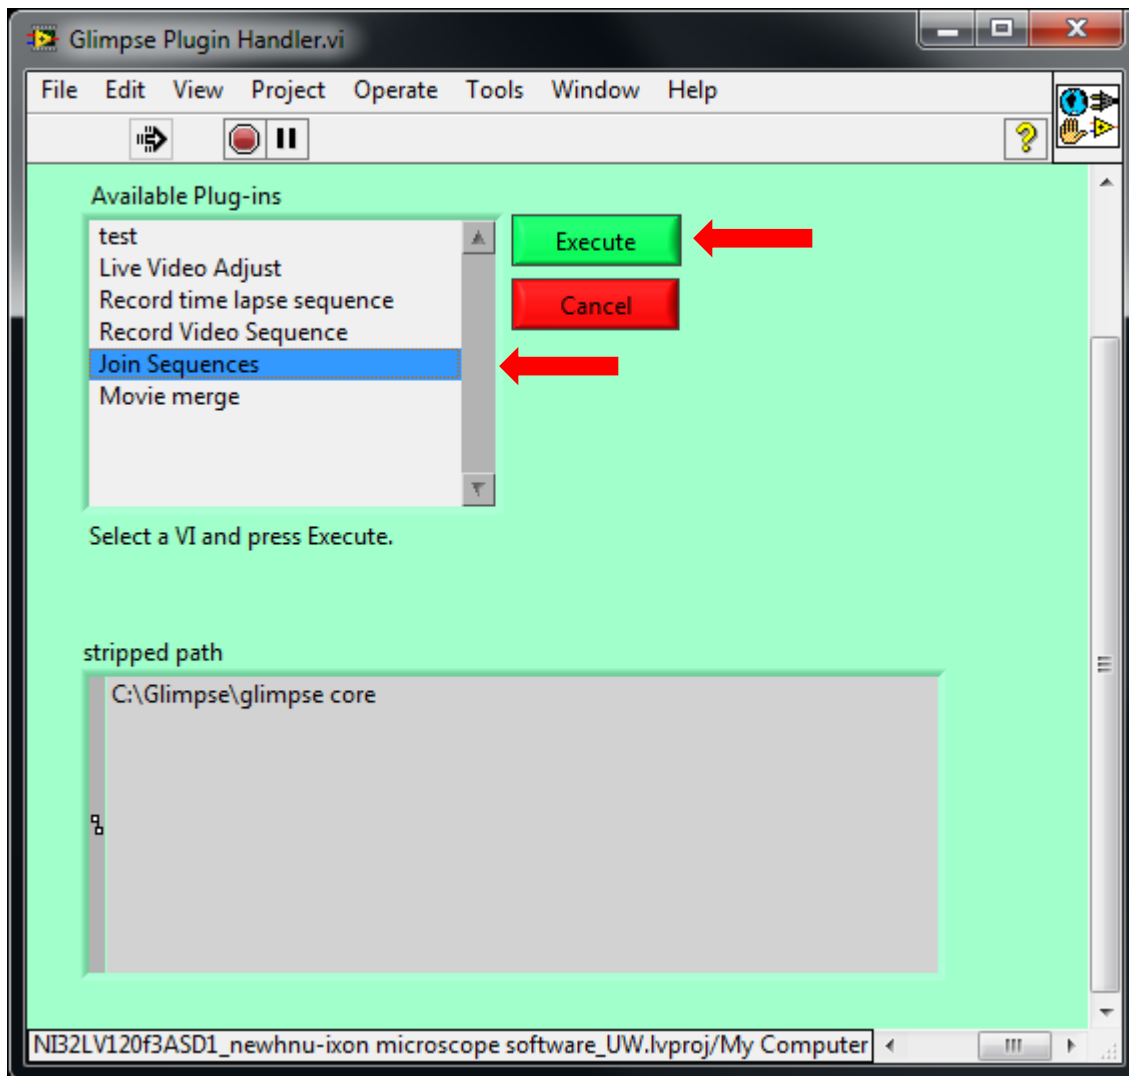 Glimpse Plugin Handler.vi
File Edit View Project Operate Tools Window Help
Available Plug-ins
test
Live Video Adjust
Record time lapse sequence
Record Video Sequence
Join Sequences
Movie merge
Execute
Cancel
Select a VI and press Execute.
stripped path
C:\Glimpse\glimpse core
NI32LV120f3ASD1_newhnu-ixon microscope software_UW.lvproj/My Computer